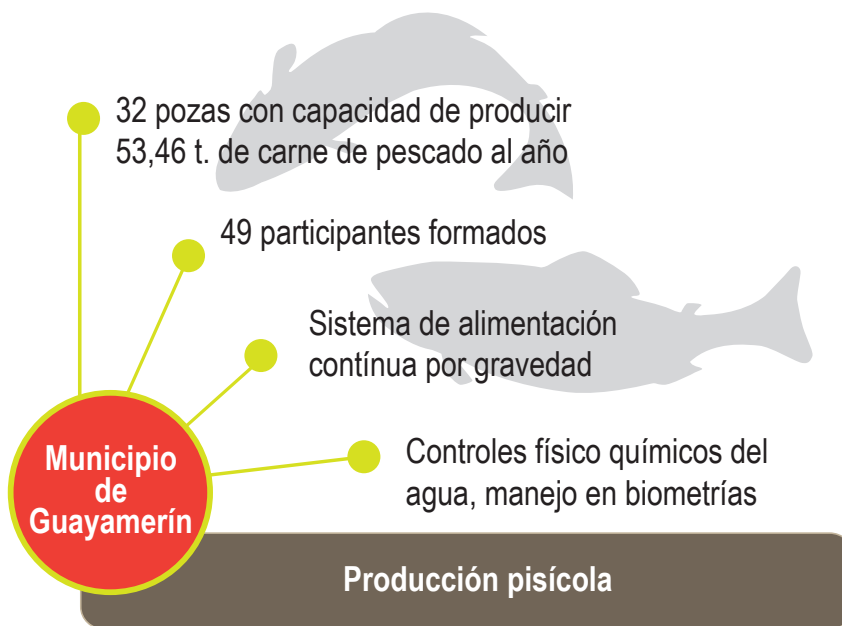 32 pozas con capacidad de producir
53,46 t. de carne de pescado al año
49 participantes formados
Sistema de alimentación
contínua por gravedad
Controles físico químicos del
agua, manejo en biometrías
Municipio
de
Guayamerín
Producción pisícola